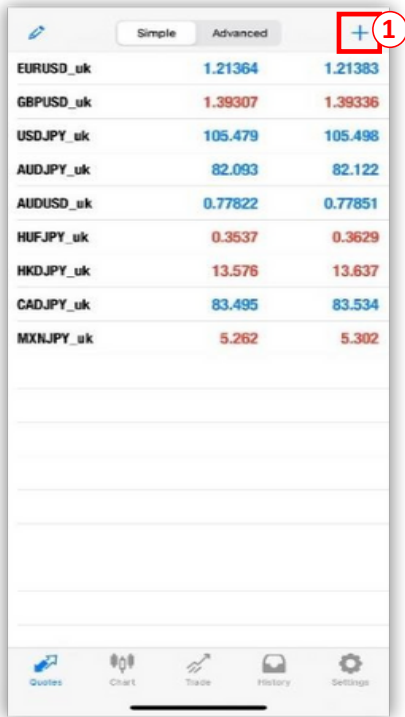 Simple Advanced + 1
EURUSD_uk 1.21364 1.21383
GBPUSD_uk 1.39307 1.39336
USDJPY_uk 105.479 105.498
AUDJPY_uk 82.093 82.122
AUDUSD_uk 0.77822 0.77851
HUFJPY_uk 0.3537 0.3629
HKDJPY_uk 13.576 13.637
CADJPY_uk 83.495 83.534
MXNJPY_uk 5.262 5.302
Quotes Chart Trade History Settings